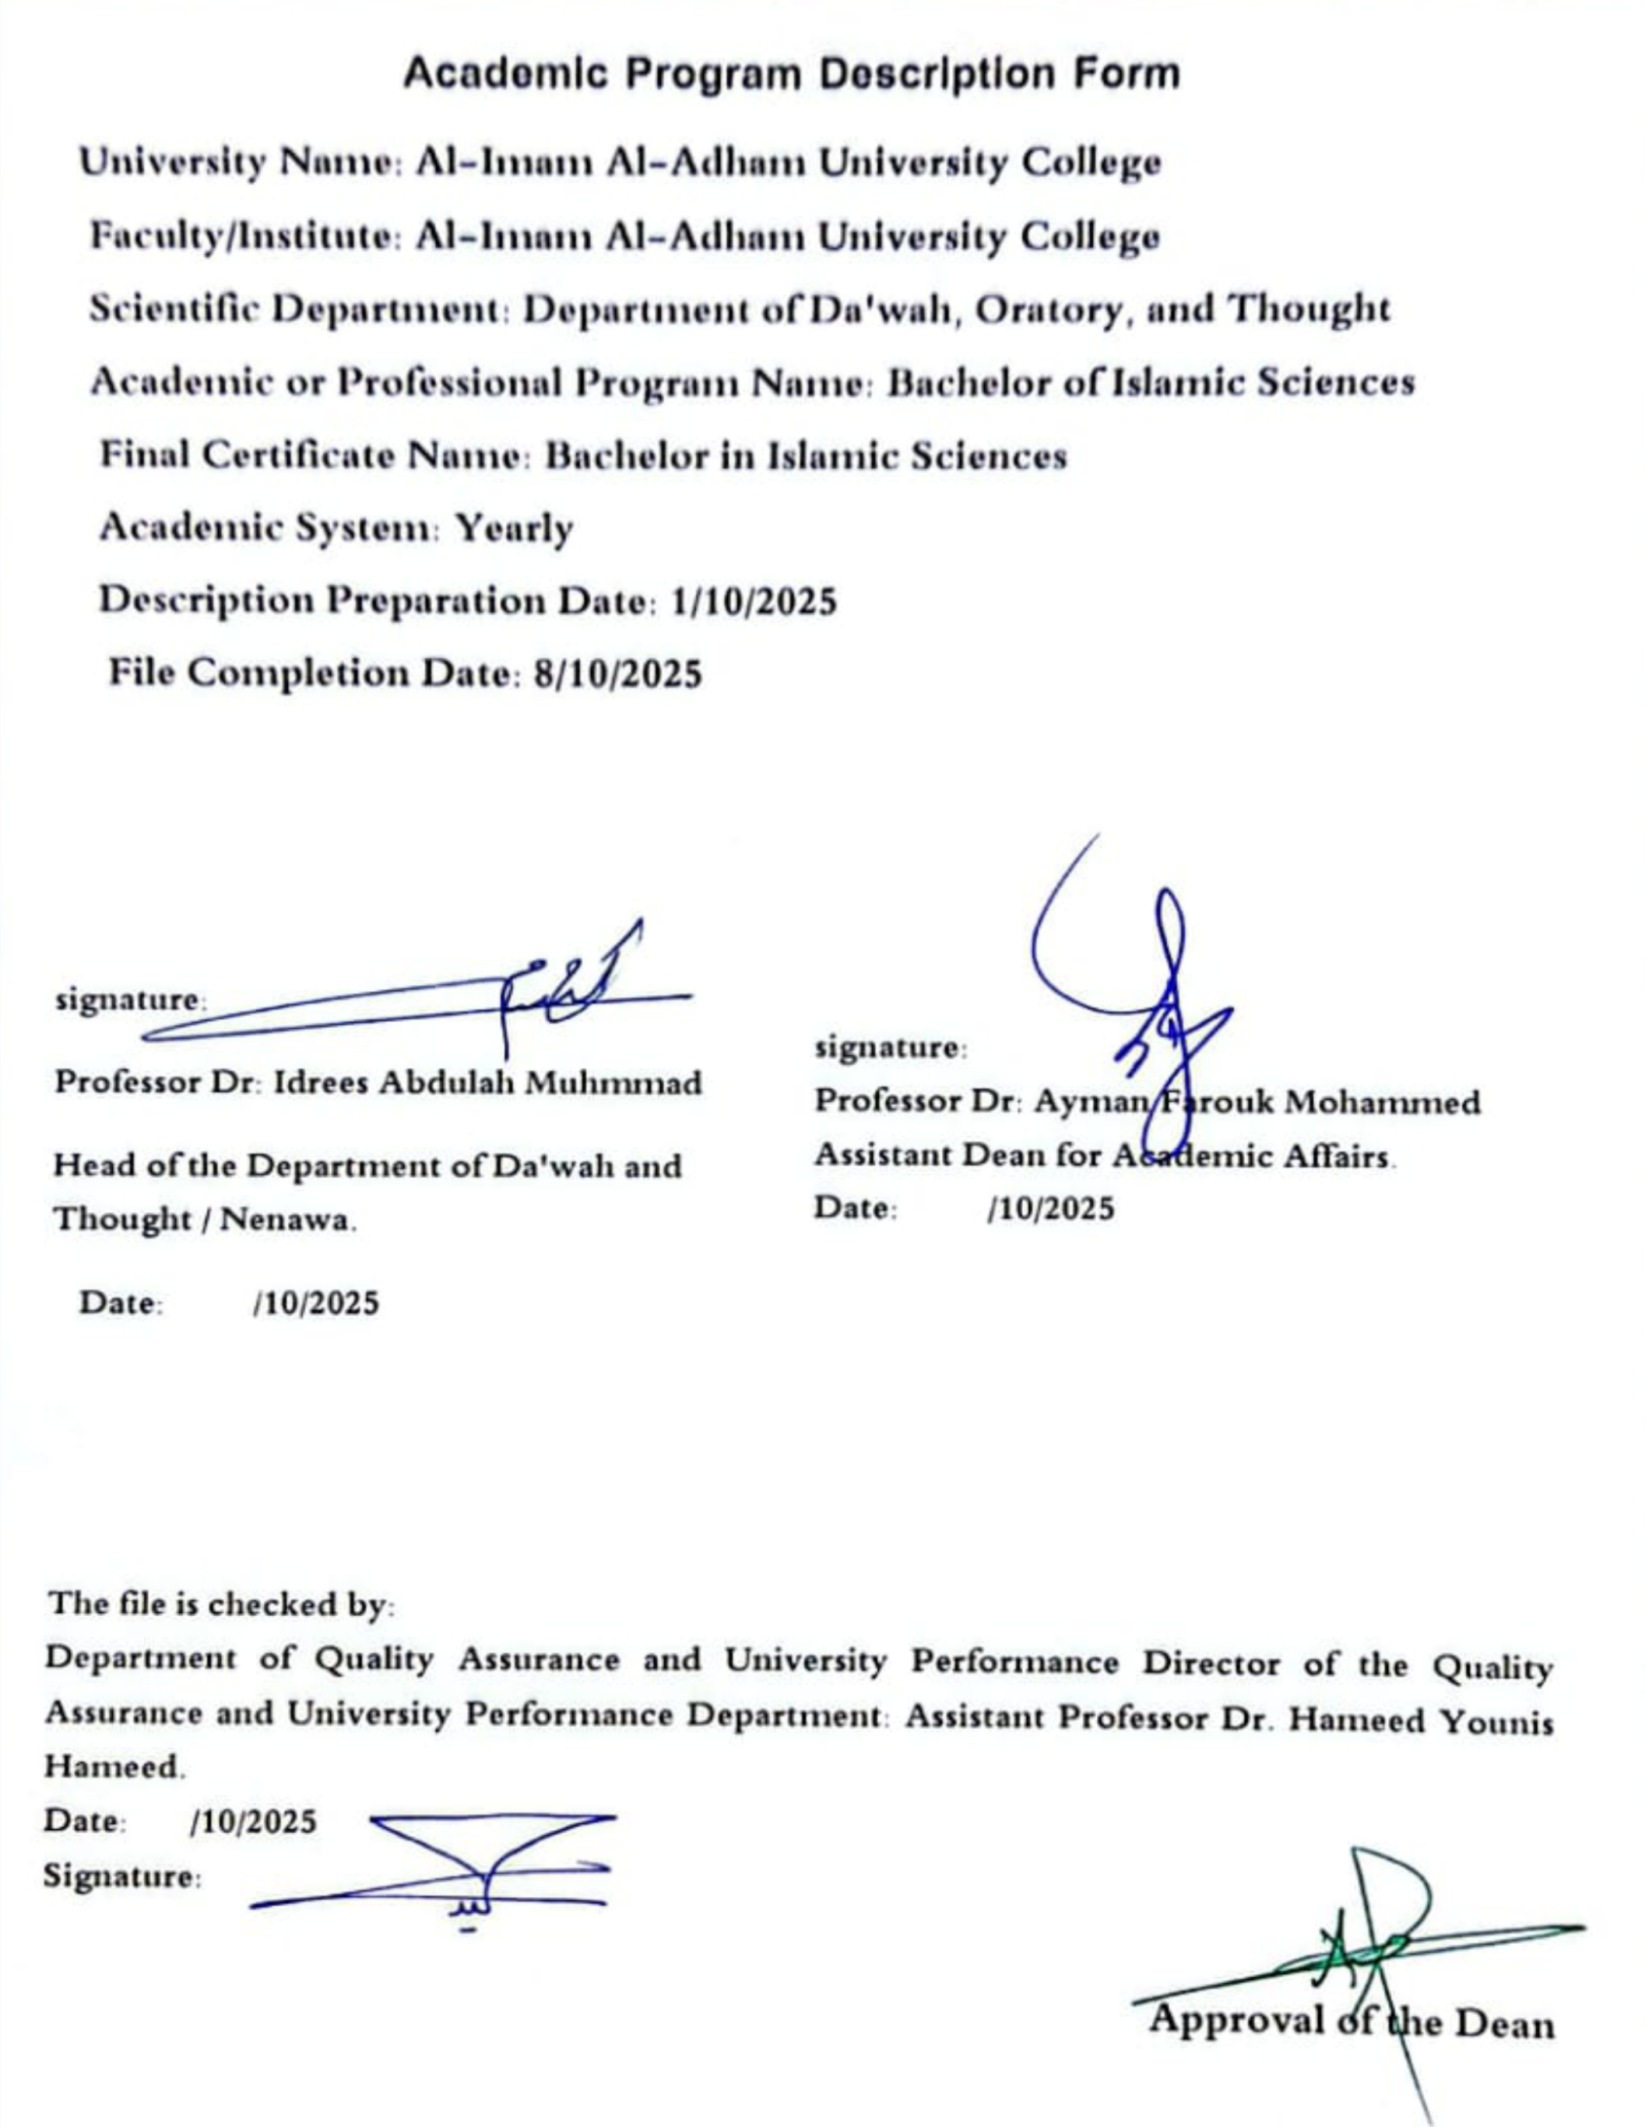 Academic Program Description Form
University Name: Al-Imam Al-Adham University College
Faculty/Institute: Al-Imam Al-Adham University College
Scientific Department: Department of Da'wah, Oratory, and Thought
Academic or Professional Program Name: Bachelor of Islamic Sciences
Final Certificate Name: Bachelor in Islamic Sciences
Academic System: Yearly
Description Preparation Date: 1/10/2025
File Completion Date: 8/10/2025
signature:
Professor Dr: Idrees Abdulah Muhmmad
Head of the Department of Da'wah and
Thought / Nenawa.
Date: /10/2025
signature:
Professor Dr: Ayman Farouk Mohammed
Assistant Dean for Academic Affairs.
Date: /10/2025
The file is checked by:
Department of Quality Assurance and University Performance Director of the Quality
Assurance and University Performance Department: Assistant Professor Dr. Hameed Younis
Hameed.
Date: /10/2025
Signature:
Approval of the Dean